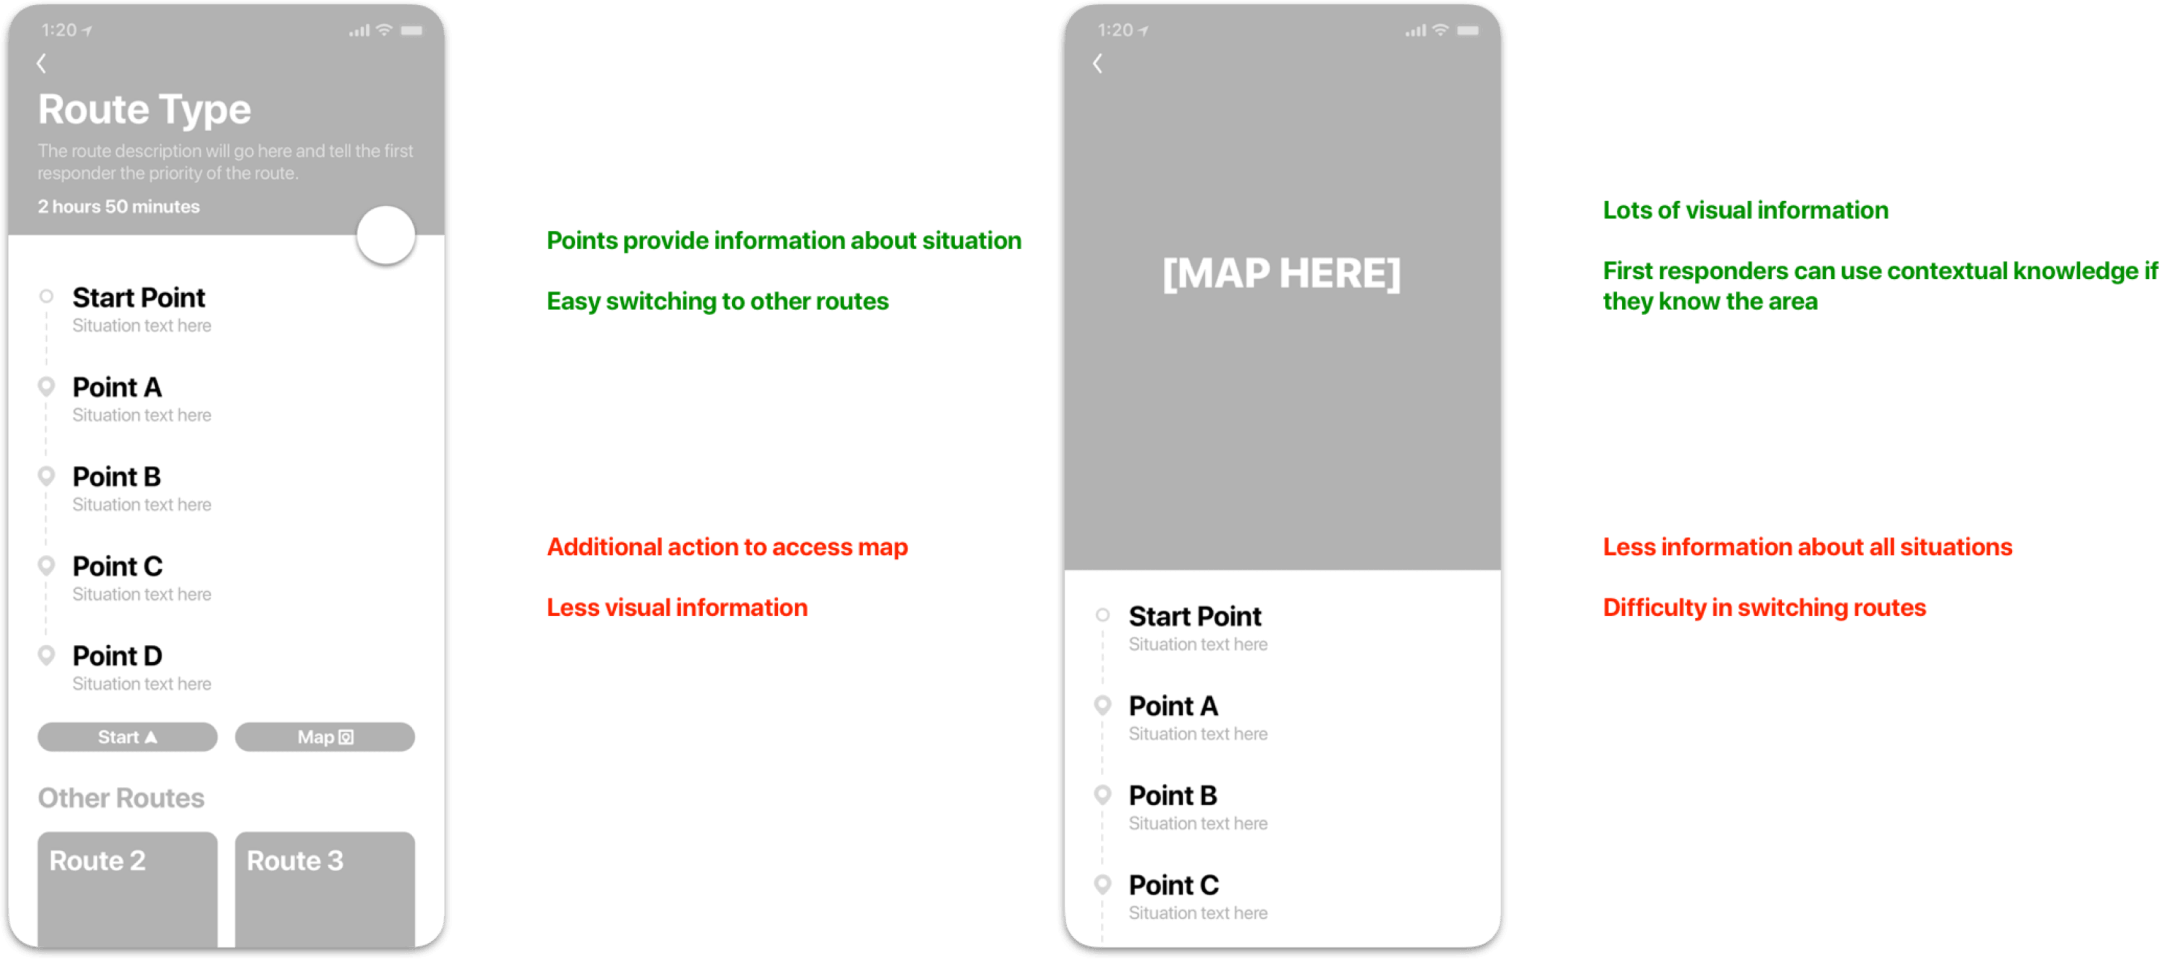 1:20
Route Type
The route description will go here and tell the first
responder the priority of the route.
2 hours 50 minutes
Start Point
Situation text here
Point A
Situation text here
Point B
Situation text here
Point C
Situation text here
Point D
Situation text here
Start
Map
Other Routes
Route 2
Route 3
Points provide information about situation
Easy switching to other routes
Additional action to access map
Less visual information
1:20
[MAP HERE]
Start Point
Situation text here
Point A
Situation text here
Point B
Situation text here
Point C
Situation text here
Lots of visual information
First responders can use contextual knowledge if
they know the area
Less information about all situations
Difficulty in switching routes